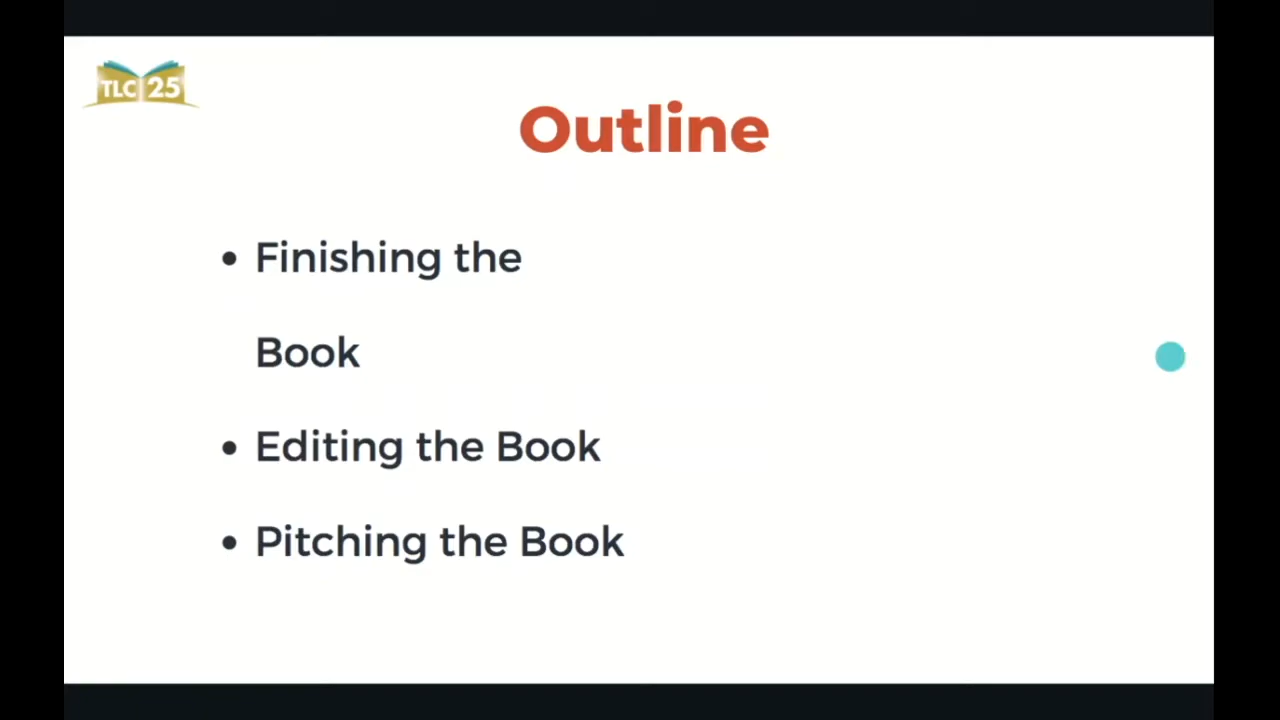 TLC 25
Outline
• Finishing the
Book
• Editing the Book
• Pitching the Book